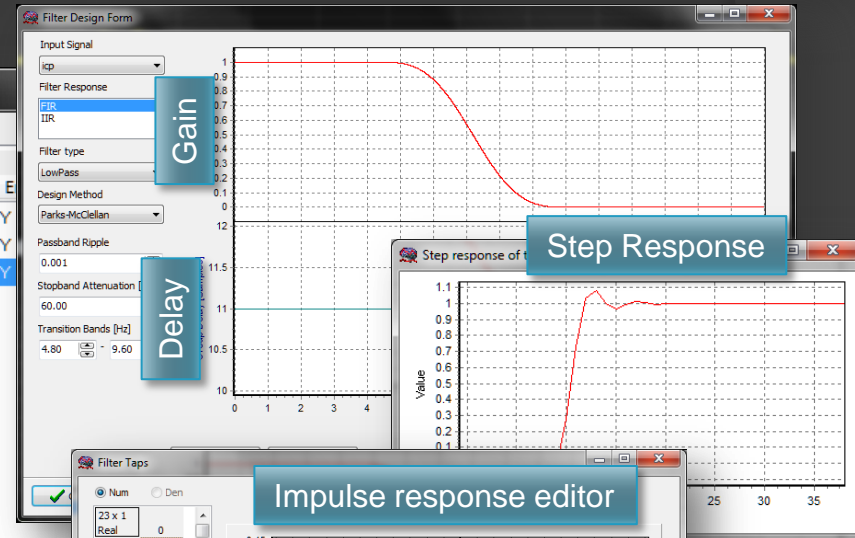 Filter Design Form
Input Signal
icp
Filter Response
FIR
IIR
Filter type
LowPass
Design Method
Parks-McClellan
Passband Ripple
0.001
Stopband Attenuation [
60.00
Transition Bands [Hz]
4.80 - 9.60
Gain
1
0.9
0.8
0.7
0.6
0.5
0.4
0.3
0.2
0.1
0
Delay
12
11.5
11
10.5
10
0 1 2 3 4
Step Response
Step response of t
Value
1.1
1
0.9
0.8
0.7
0.6
0.5
0.4
0.3
0.2
0.1
25 30 35
Filter Taps
Num Den
Impulse response editor
23 x 1
Real 0
Y
Y
Y